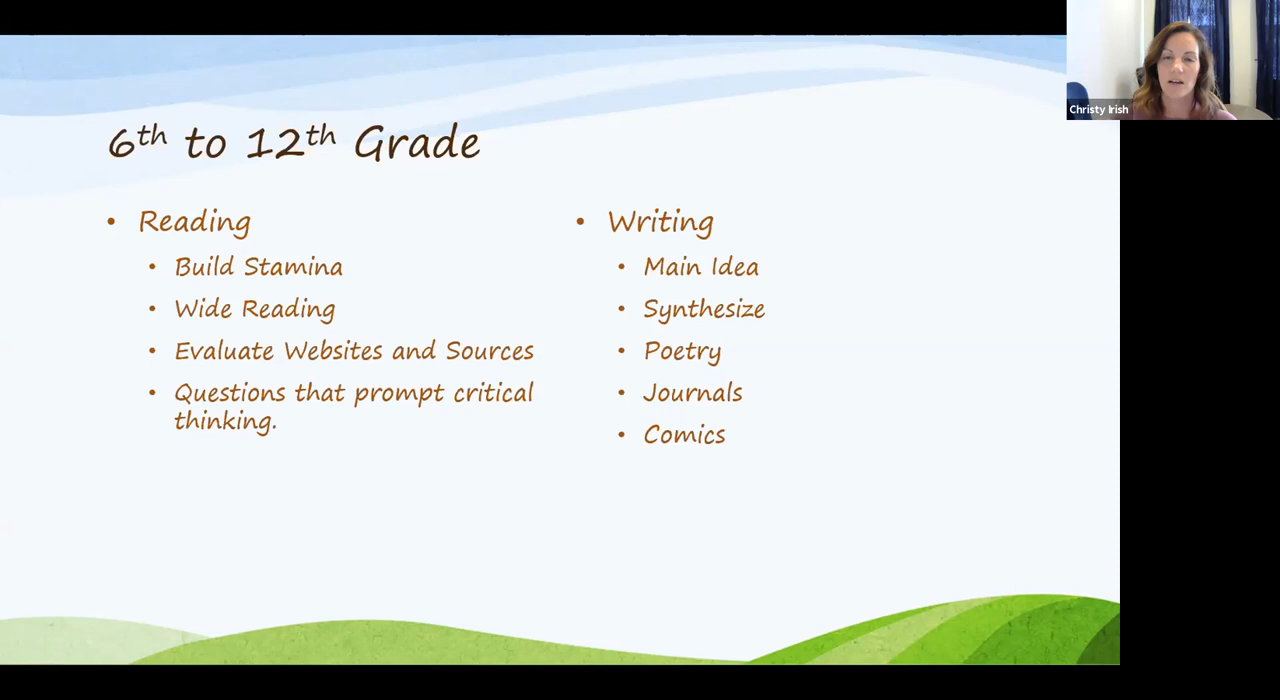 6th to 12th Grade
• Reading
• Build Stamina
• Wide Reading
• Evaluate Websites and Sources
• Questions that prompt critical
thinking.
• Writing
• Main Idea
• Synthesize
• Poetry
• Journals
• Comics
Christy Irish